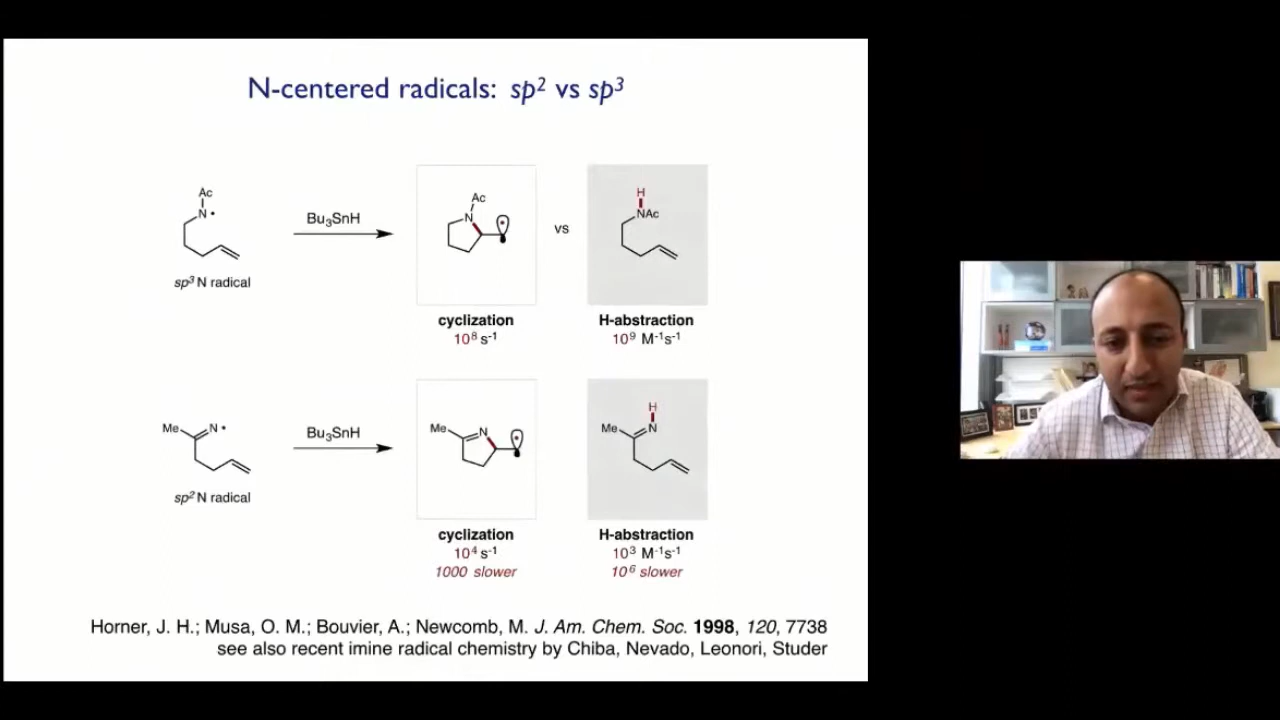 N-centered radicals: sp² vs sp³
Ac
N •
sp³ N radical
Bu₃SnH
Ac
N
cyclization
10⁸ s⁻¹
vs
H
NAc
H-abstraction
10⁹ M⁻¹s⁻¹
Me
N •
sp² N radical
Bu₃SnH
Me
N
cyclization
10⁴ s⁻¹
1000 slower
H
Me
N
H-abstraction
10³ M⁻¹s⁻¹
10⁶ slower
Horner, J. H.; Musa, O. M.; Bouvier, A.; Newcomb, M. J. Am. Chem. Soc. 1998, 120, 7738
see also recent imine radical chemistry by Chiba, Nevado, Leonori, Studer